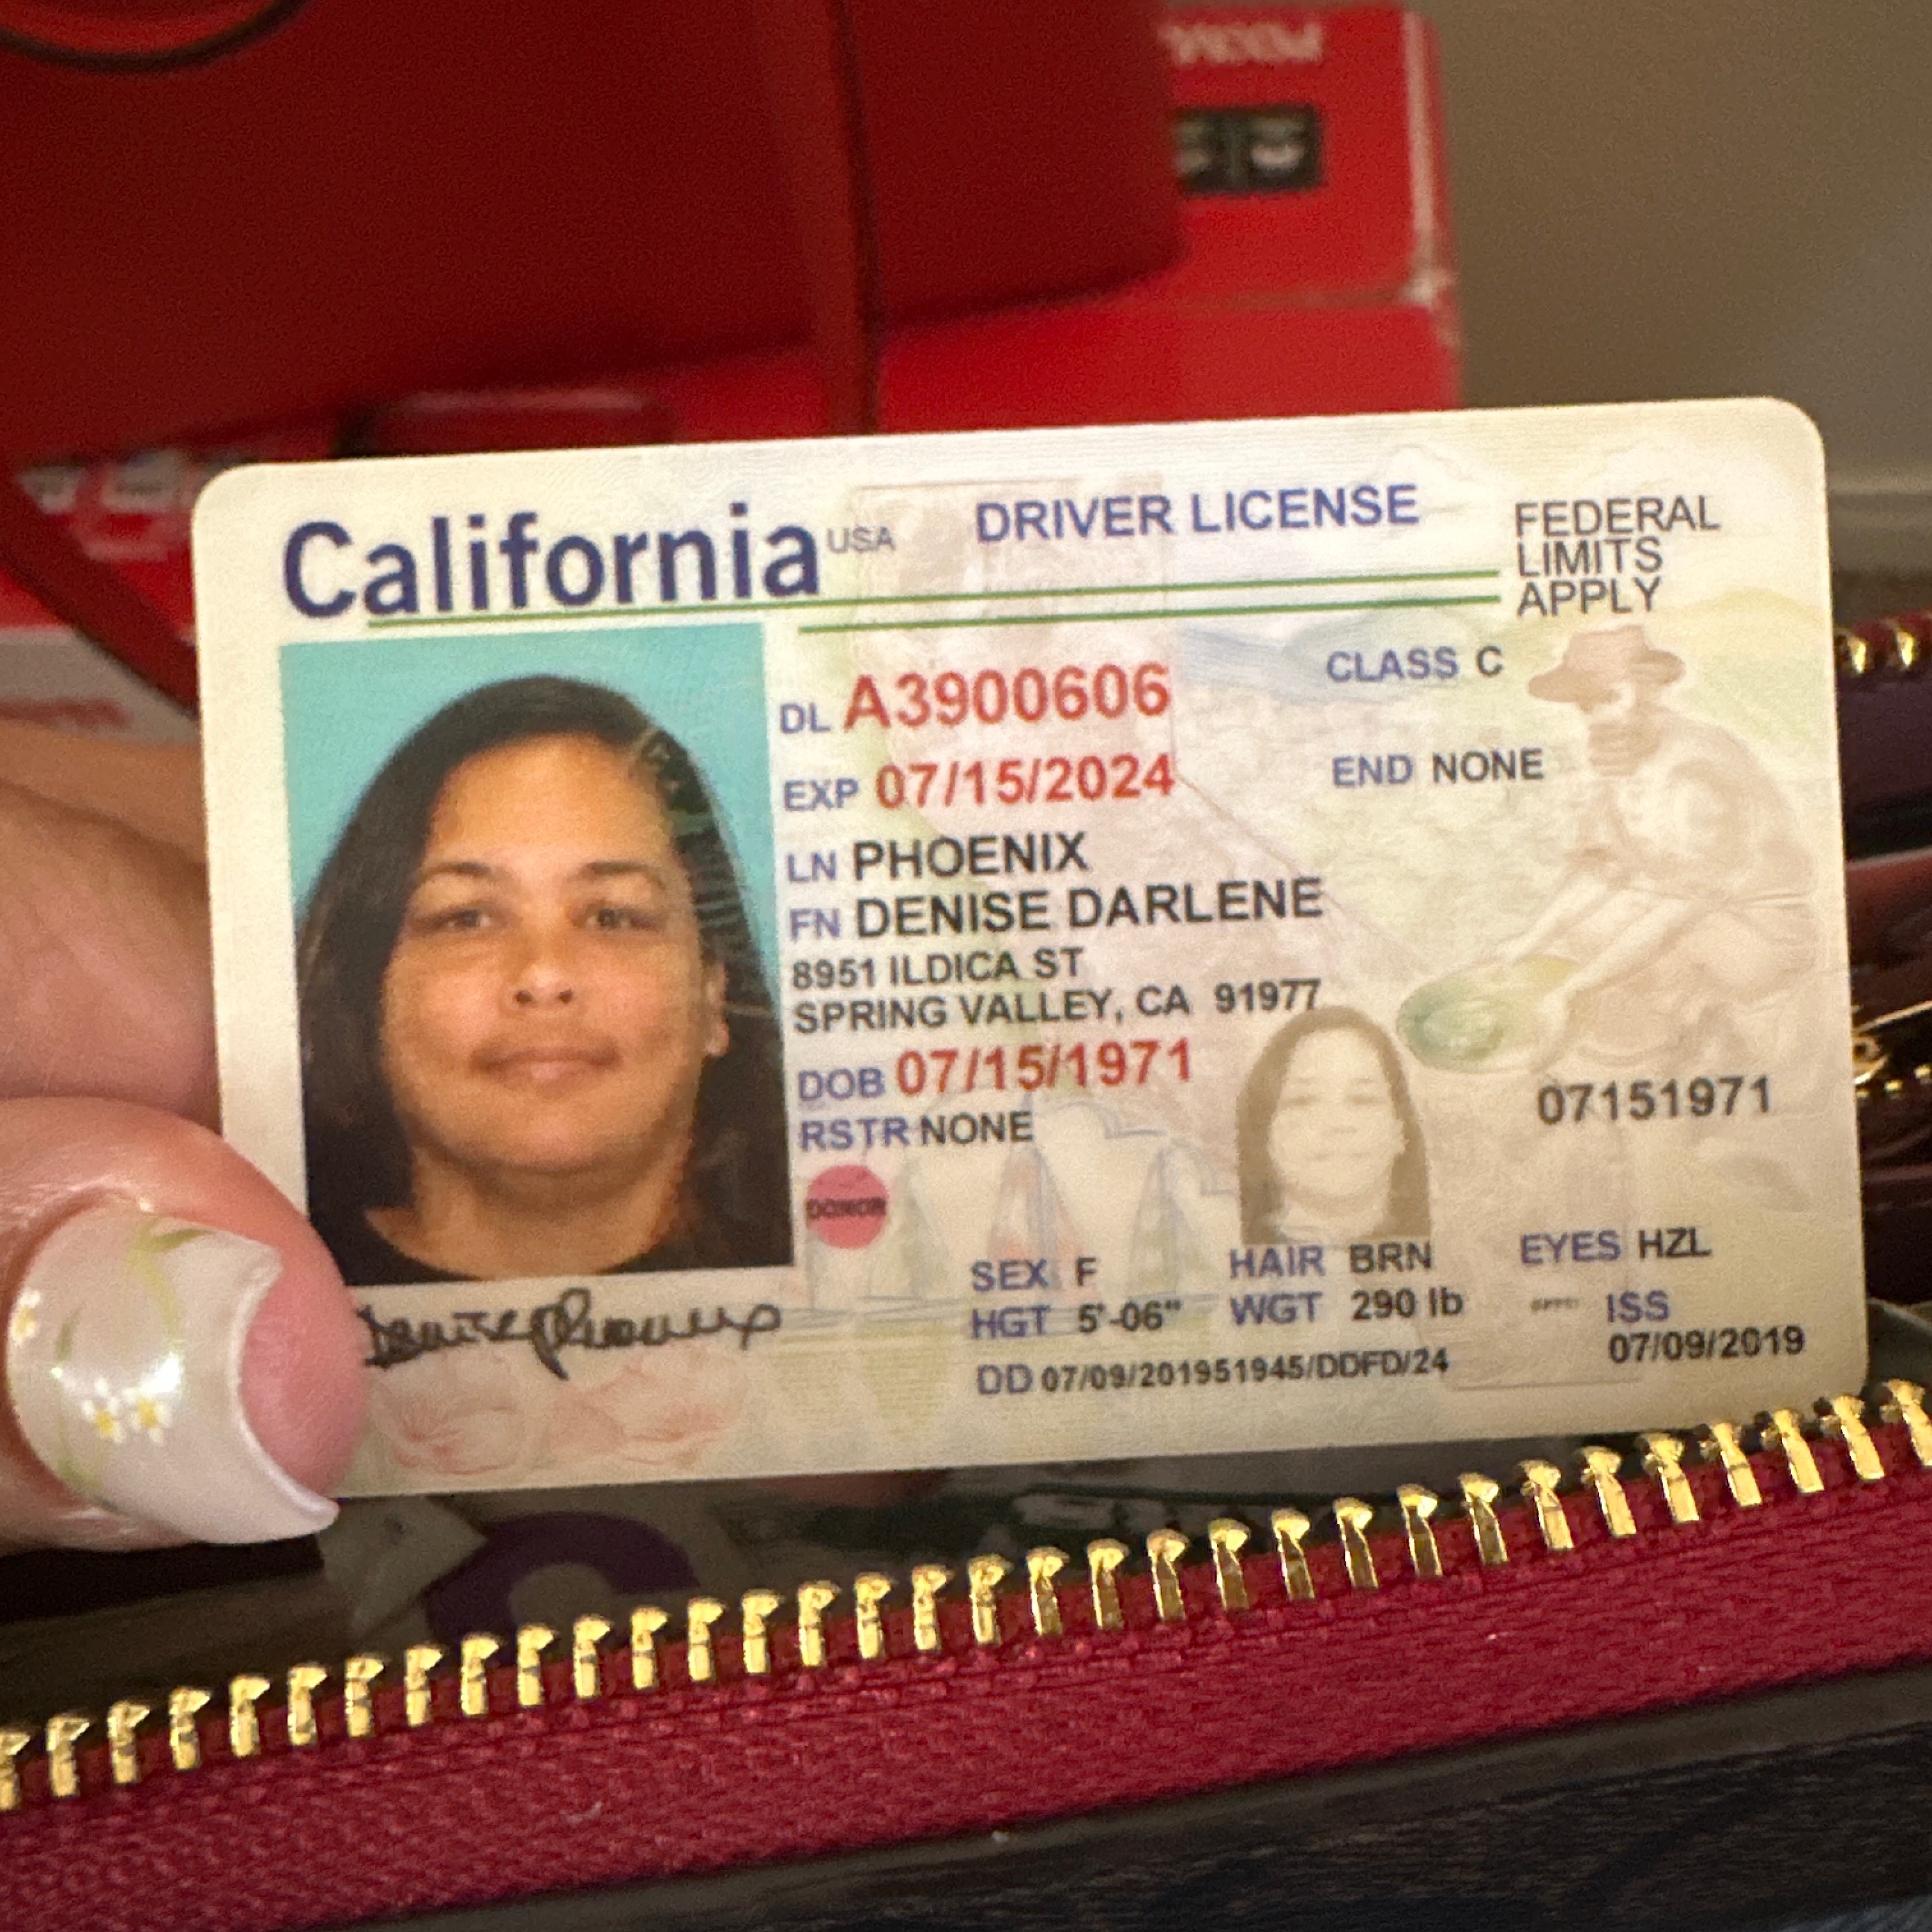 California USA DRIVER LICENSE
FEDERAL
LIMITS
APPLY
DL A3900606
CLASS C
EXP 07/15/2024
END NONE
LN PHOENIX
FN DENISE DARLENE
8951 ILDICA ST
SPRING VALLEY, CA 91977
DOB 07/15/1971
RSTR NONE
07151971
DONOR
SEX F
HAIR BRN
EYES HZL
HGT 5'-06"
WGT 290 lb
ISS
07/09/2019
DD 07/09/201951945/DDFD/24
Denise Phoenix